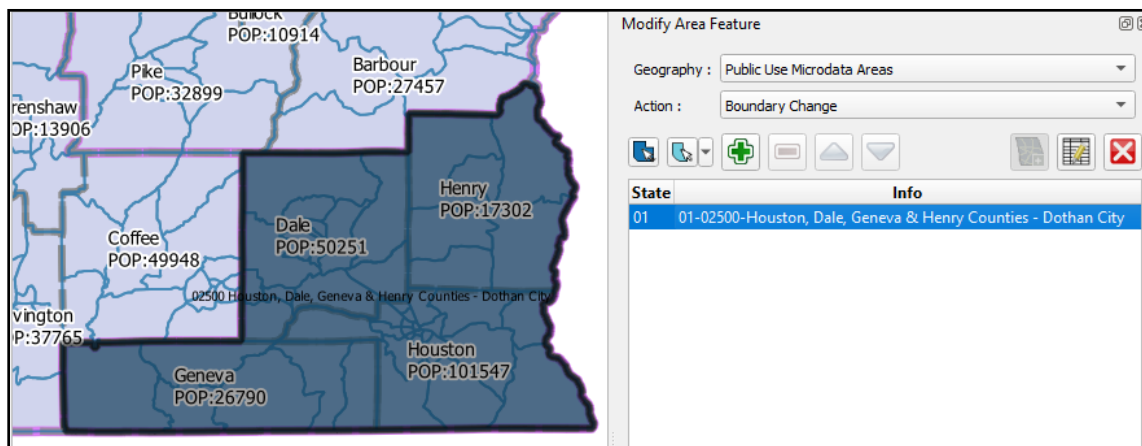 Bullock
POP:10914
Pike
POP:32899
Barbour
POP:27457
renshaw
OP:13906
Henry
POP:17302
Dale
POP:50251
Coffee
POP:49948
02500 Houston, Dale, Geneva & Henry Counties - Dothan City
vington
P:37765
Houston
POP:101547
Geneva
POP:26790
Modify Area Feature
Geography : Public Use Microdata Areas
Action : Boundary Change
State Info
01 01-02500-Houston, Dale, Geneva & Henry Counties - Dothan City